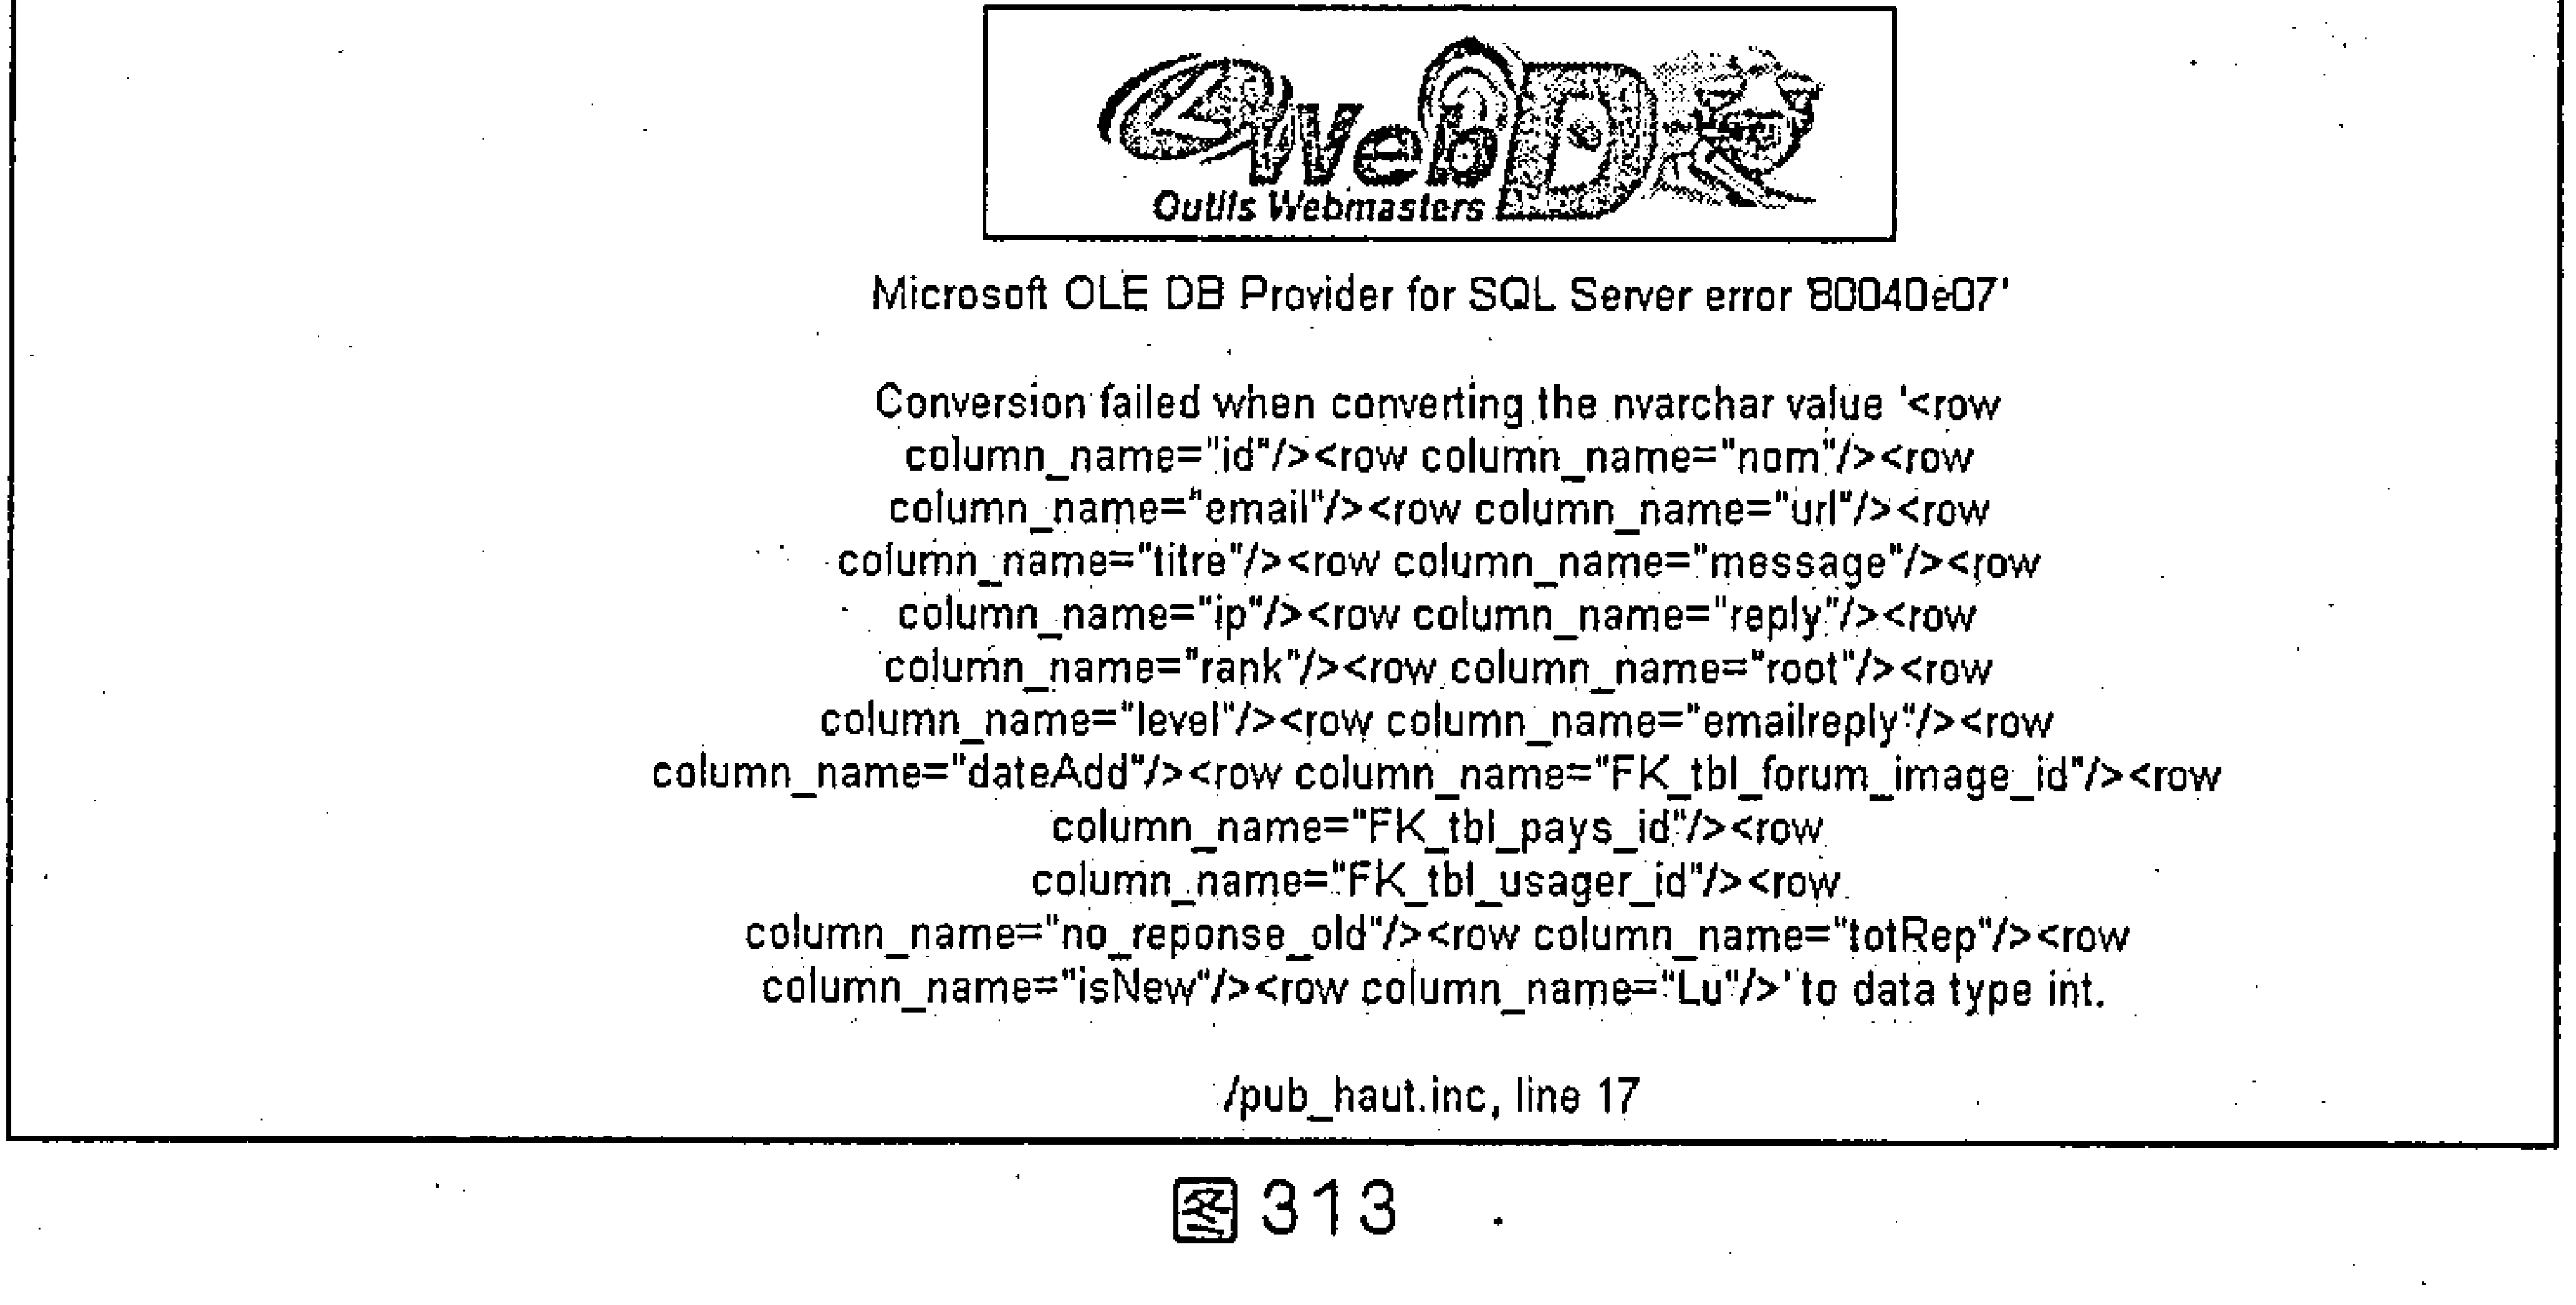 WebD
Outils Webmasters
Microsoft OLE DB Provider for SQL Server error '80040e07'
Conversion failed when converting the nvarchar value '<row
column_name="id"/><row column_name="nom"/><row
column_name="email"/><row column_name="url"/><row
column_name="titre"/><row column_name="message"/><row
column_name="ip"/><row column_name="reply"/><row
column_name="rank"/><row column_name="root"/><row
column_name="level"/><row column_name="emailreply"/><row
column_name="dateAdd"/><row column_name="FK_tbl_forum_image_id"/><row
column_name="FK_tbl_pays_id"/><row
column_name="FK_tbl_usager_id"/><row
column_name="no_reponse_old"/><row column_name="totRep"/><row
column_name="isNew"/><row column_name="Lu"/>' to data type int.
/pub_haut.inc, line 17
图313